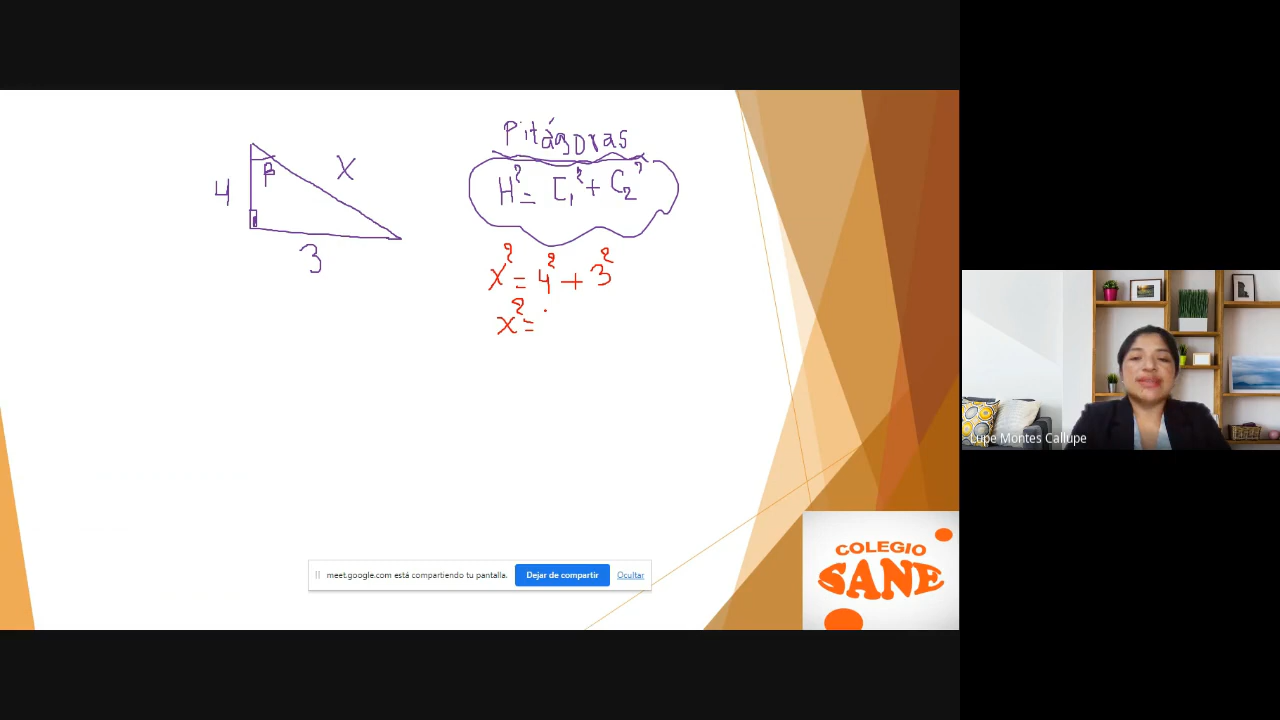 Pitágoras
H² = C₁² + C₂²
β
x
4
3
x² = 4² + 3²
x² =
Lupe Montes Callupe
COLEGIO
SANE
meet.google.com está compartiendo tu pantalla. Dejar de compartir Ocultar